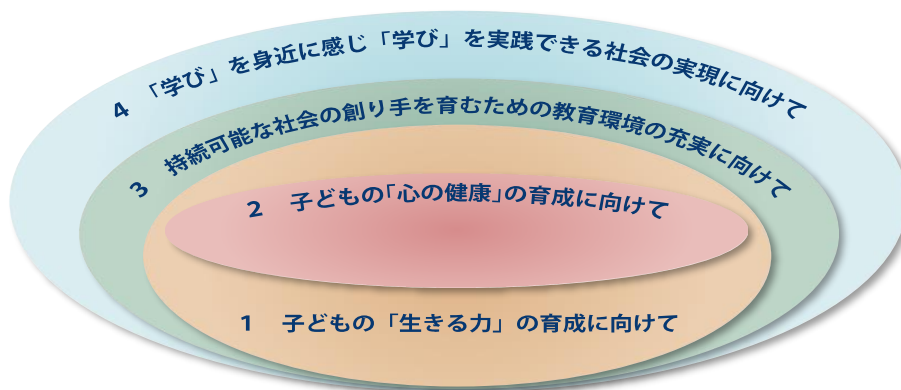 4 「学び」を身近に感じ「学び」を実践できる社会の実現に向けて
3 持続可能な社会の創り手を育むための教育環境の充実に向けて
2 子どもの「心の健康」の育成に向けて
1 子どもの「生きる力」の育成に向けて